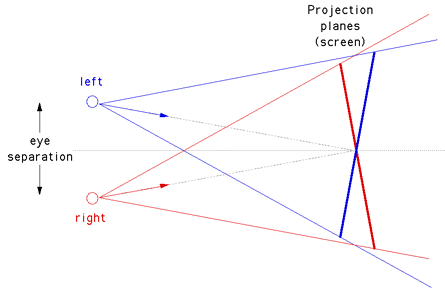 Projection
planes
(screen)
left
eye
separation
right